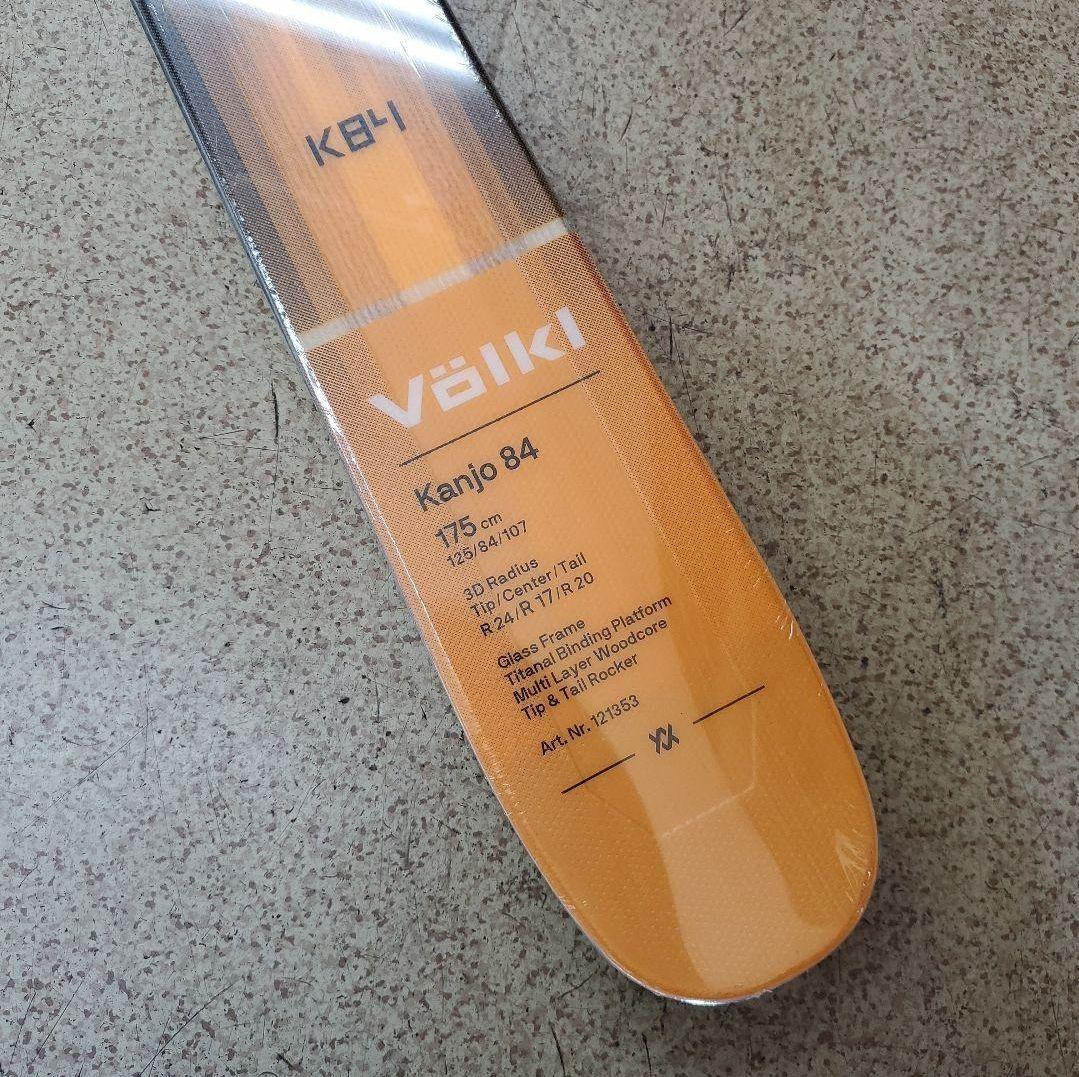 K84
Völkl
Kanjo 84
175 cm
125/84/107
3D Radius
Tip/Center/Tail
R 24/R 17/R 20
Glass Frame
Titanal Binding Platform
Multi Layer Woodcore
Tip & Tail Rocker
Art. Nr. 121353